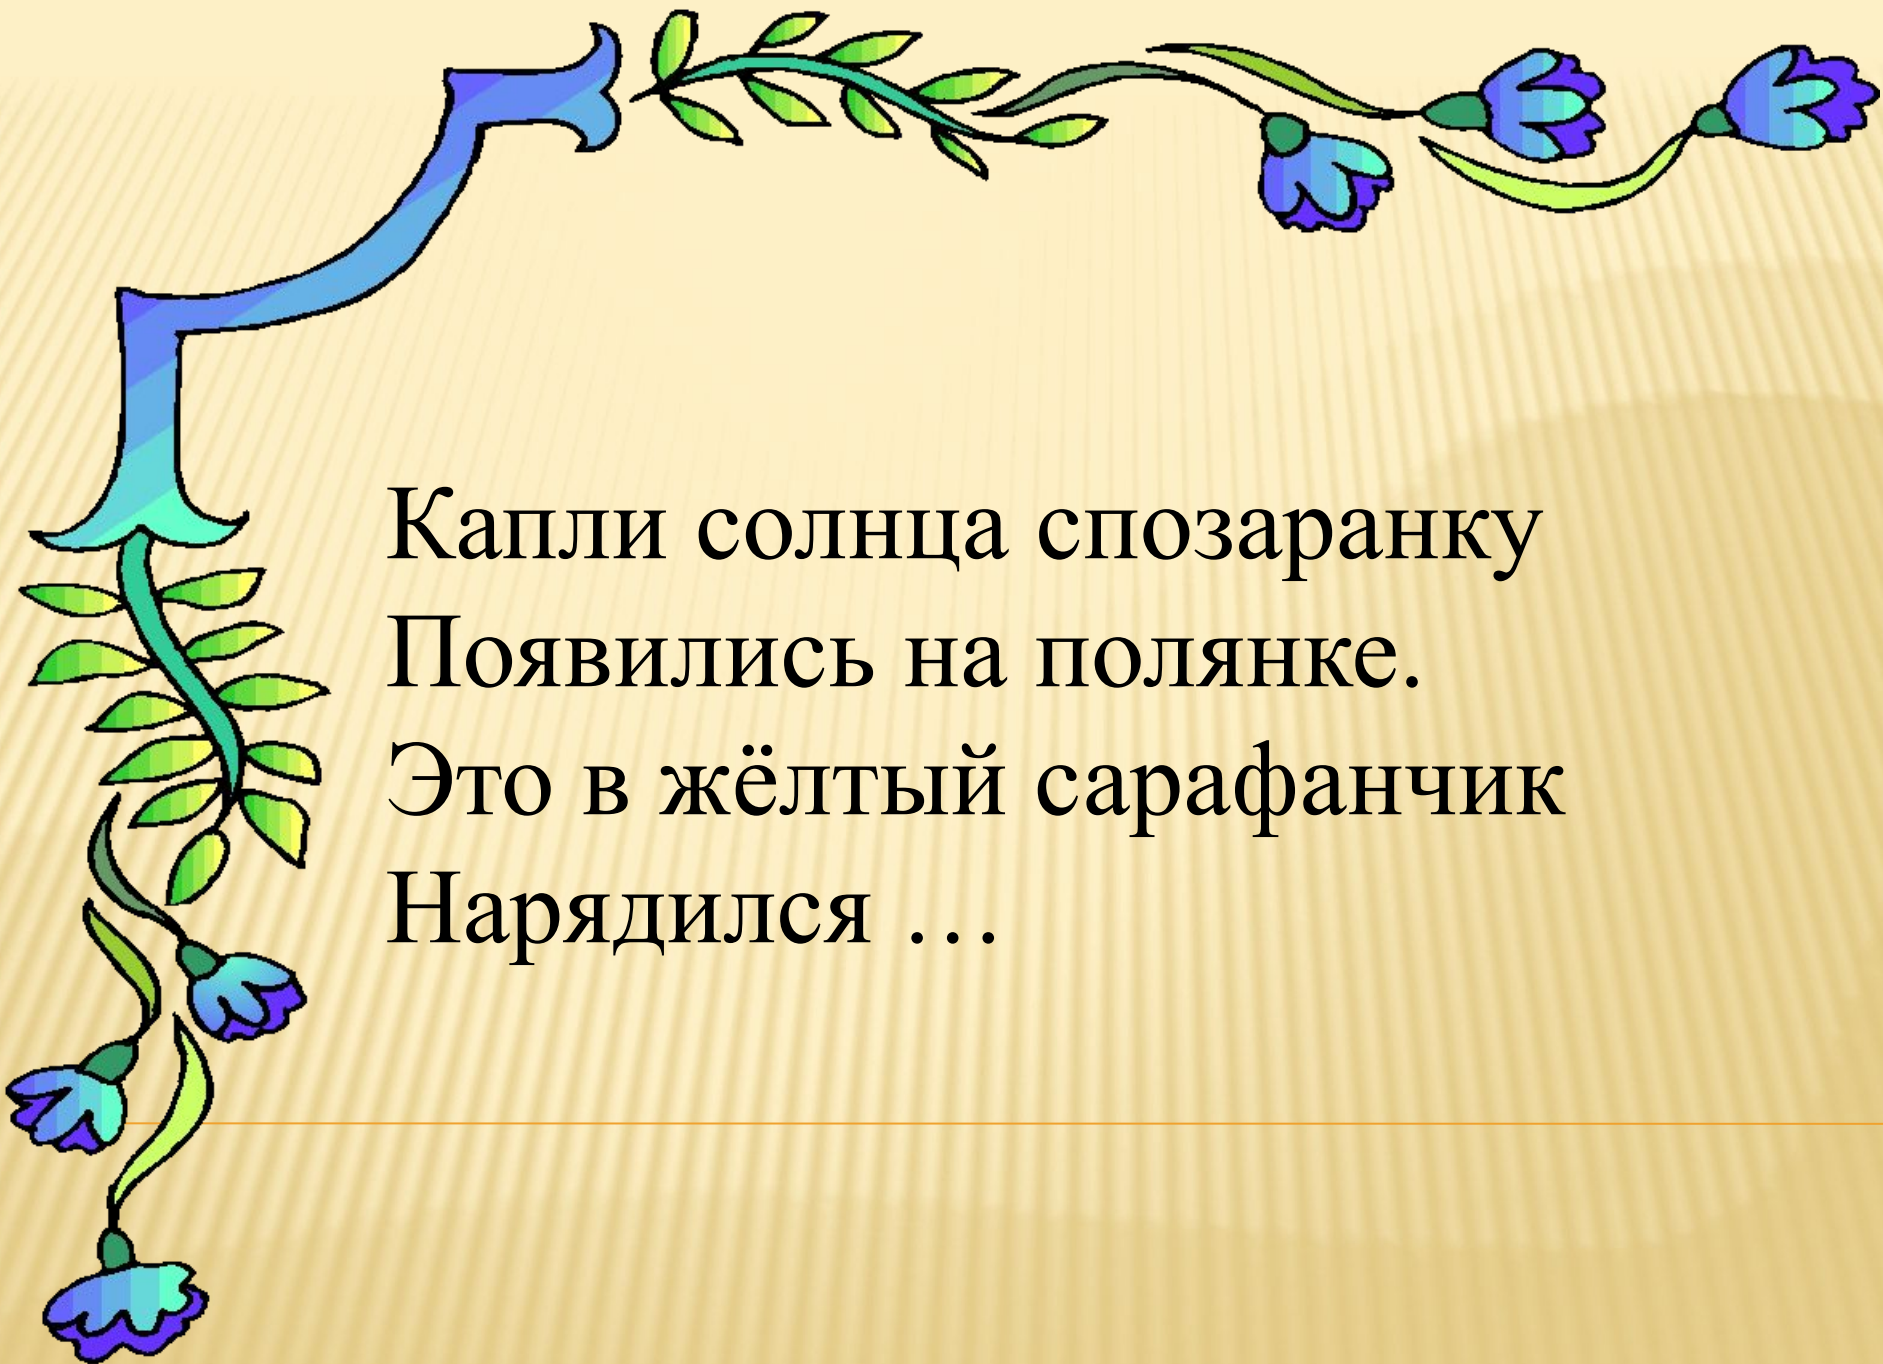 Капли солнца спозаранку
Появились на полянке.
Это в жёлтый сарафанчик
Нарядился …